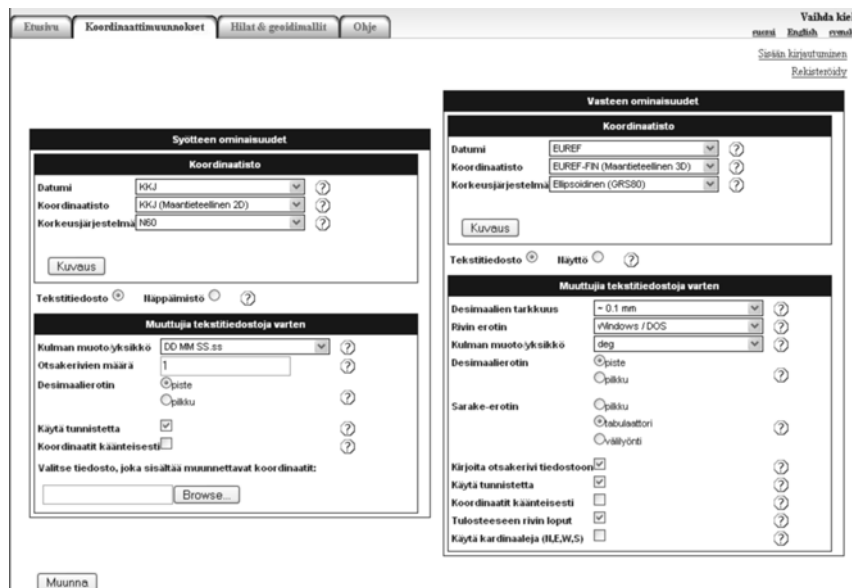 Etusivu Koordinaattimuunnokset Hilat & geoidimallit Ohje
Vaihda kiel
English
Sisään kirjautuminen
Rekisteröidy
Syötteen ominaisuudet
Koordinaatisto
Datumi KKJ
Koordinaatisto KKJ (Maantieteellinen 2D)
Korkeusjärjestelmä N60
Kuvaus
Tekstitiedosto Näppäimistö
Muuttujia tekstitiedostoja varten
Kulman muoto/yksikkö DD MM SS.ss
Otsakerivien määrä 1
Desimaalierotin piste
pilkku
Käytä tunnistetta
Koordinaatit käänteisesti
Valitse tiedosto, joka sisältää muunnettavat koordinaatit:
Browse...
Muunna
Vasteen ominaisuudet
Koordinaatisto
Datumi EUREF
Koordinaatisto EUREF-FIN (Maantieteellinen 3D)
Korkeusjärjestelmä Ellipsoidinen (GRS80)
Kuvaus
Tekstitiedosto Näyttö
Muuttujia tekstitiedostoja varten
Desimaalien tarkkuus ~ 0.1 mm
Rivin erotin Windows / DOS
Kulman muoto/yksikkö deg
Desimaalierotin piste
pilkku
Sarake-erotin pilkku
tabulaattori
välilyönti
Kirjoita otsakerivi tiedostoon
Käytä tunnistetta
Koordinaatit käänteisesti
Tulosteeseen rivin loput
Käytä kardinaaleja (N,E,W,S)